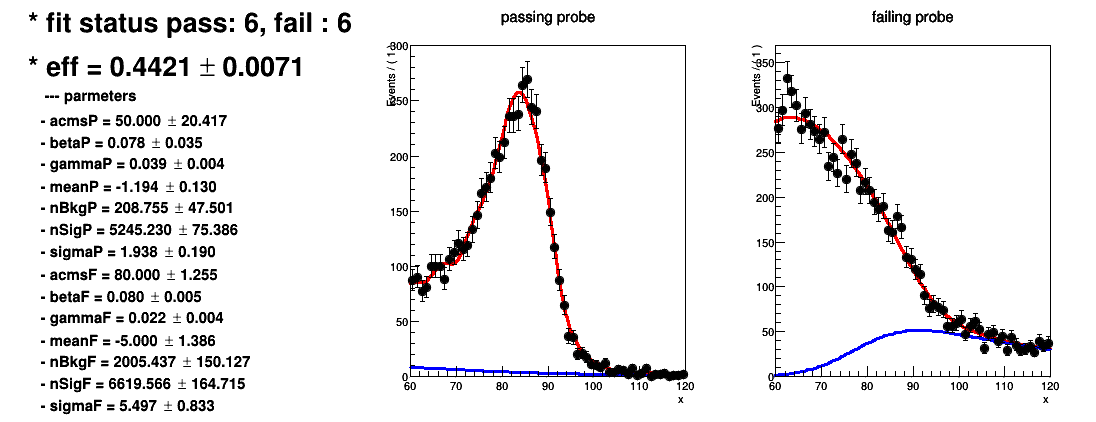 * fit status pass: 6, fail : 6
* eff = 0.4421 ± 0.0071
--- parmeters
- acmsP = 50.000 ± 20.417
- betaP = 0.078 ± 0.035
- gammaP = 0.039 ± 0.004
- meanP = -1.194 ± 0.130
- nBkgP = 208.755 ± 47.501
- nSigP = 5245.230 ± 75.386
- sigmaP = 1.938 ± 0.190
- acmsF = 80.000 ± 1.255
- betaF = 0.080 ± 0.005
- gammaF = 0.022 ± 0.004
- meanF = -5.000 ± 1.386
- nBkgF = 2005.437 ± 150.127
- nSigF = 6619.566 ± 164.715
- sigmaF = 5.497 ± 0.833
passing probe
Events / ( 1 )
300
250
200
150
100
50
0
60 70 80 90 100 110 120
x
failing probe
Events / ( 1 )
350
300
250
200
150
100
50
0
60 70 80 90 100 110 120
x